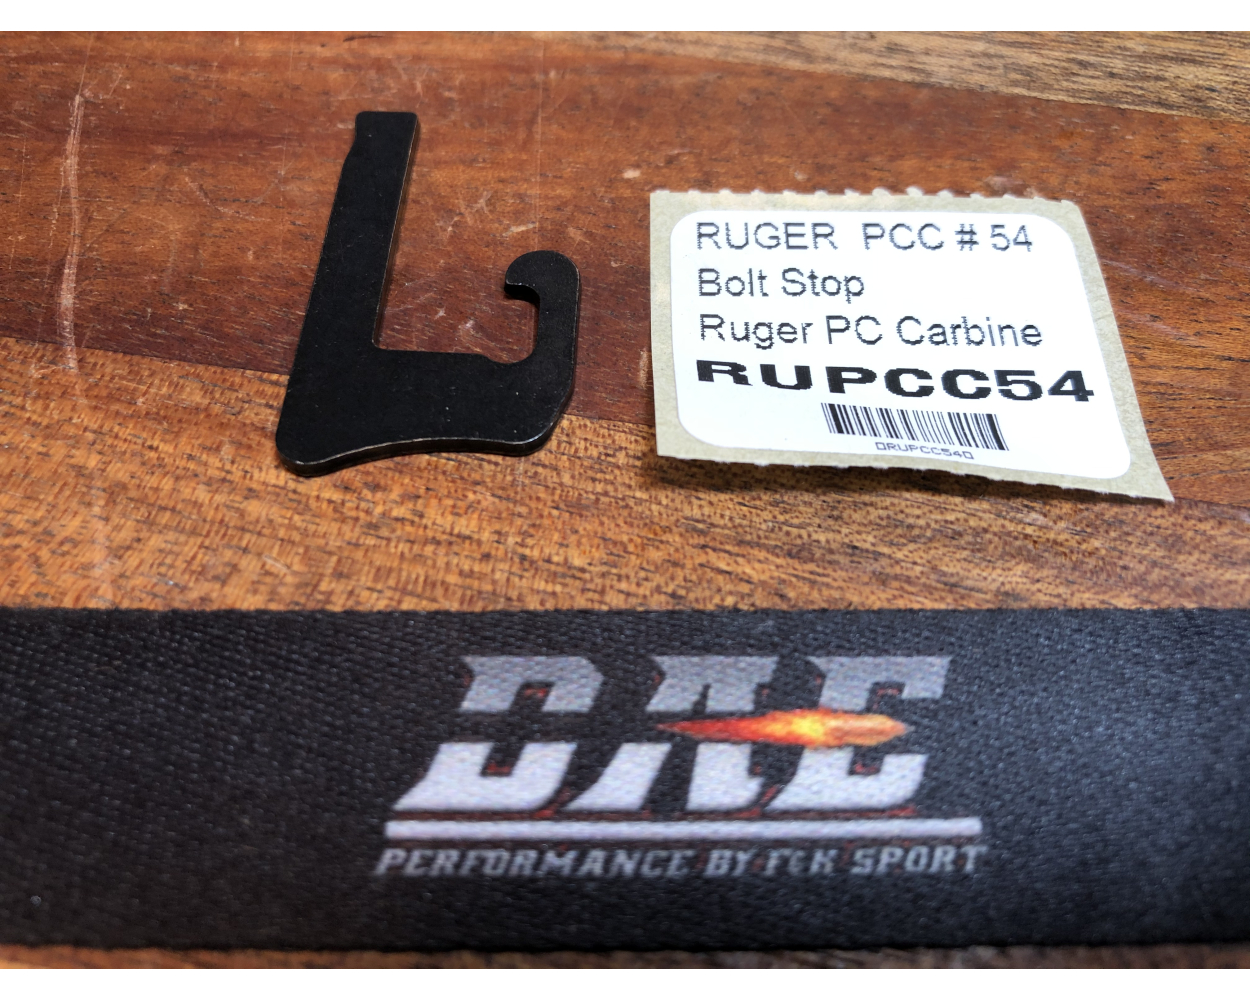 RUGER PCC # 54
Bolt Stop
Ruger PC Carbine
RUPCC54
DRUPCC54D
DAE
PERFORMANCE BY F&K SPORT